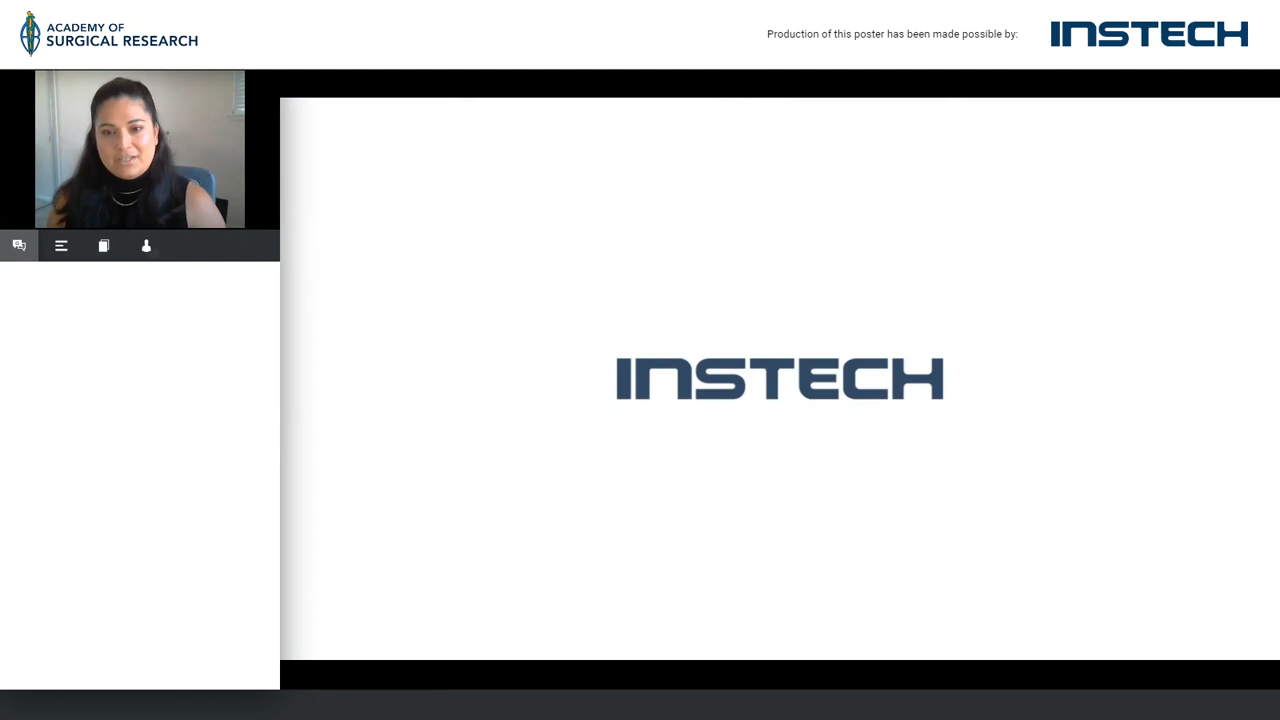 ACADEMY OF
SURGICAL RESEARCH
Production of this poster has been made possible by:
INSTECH
INSTECH